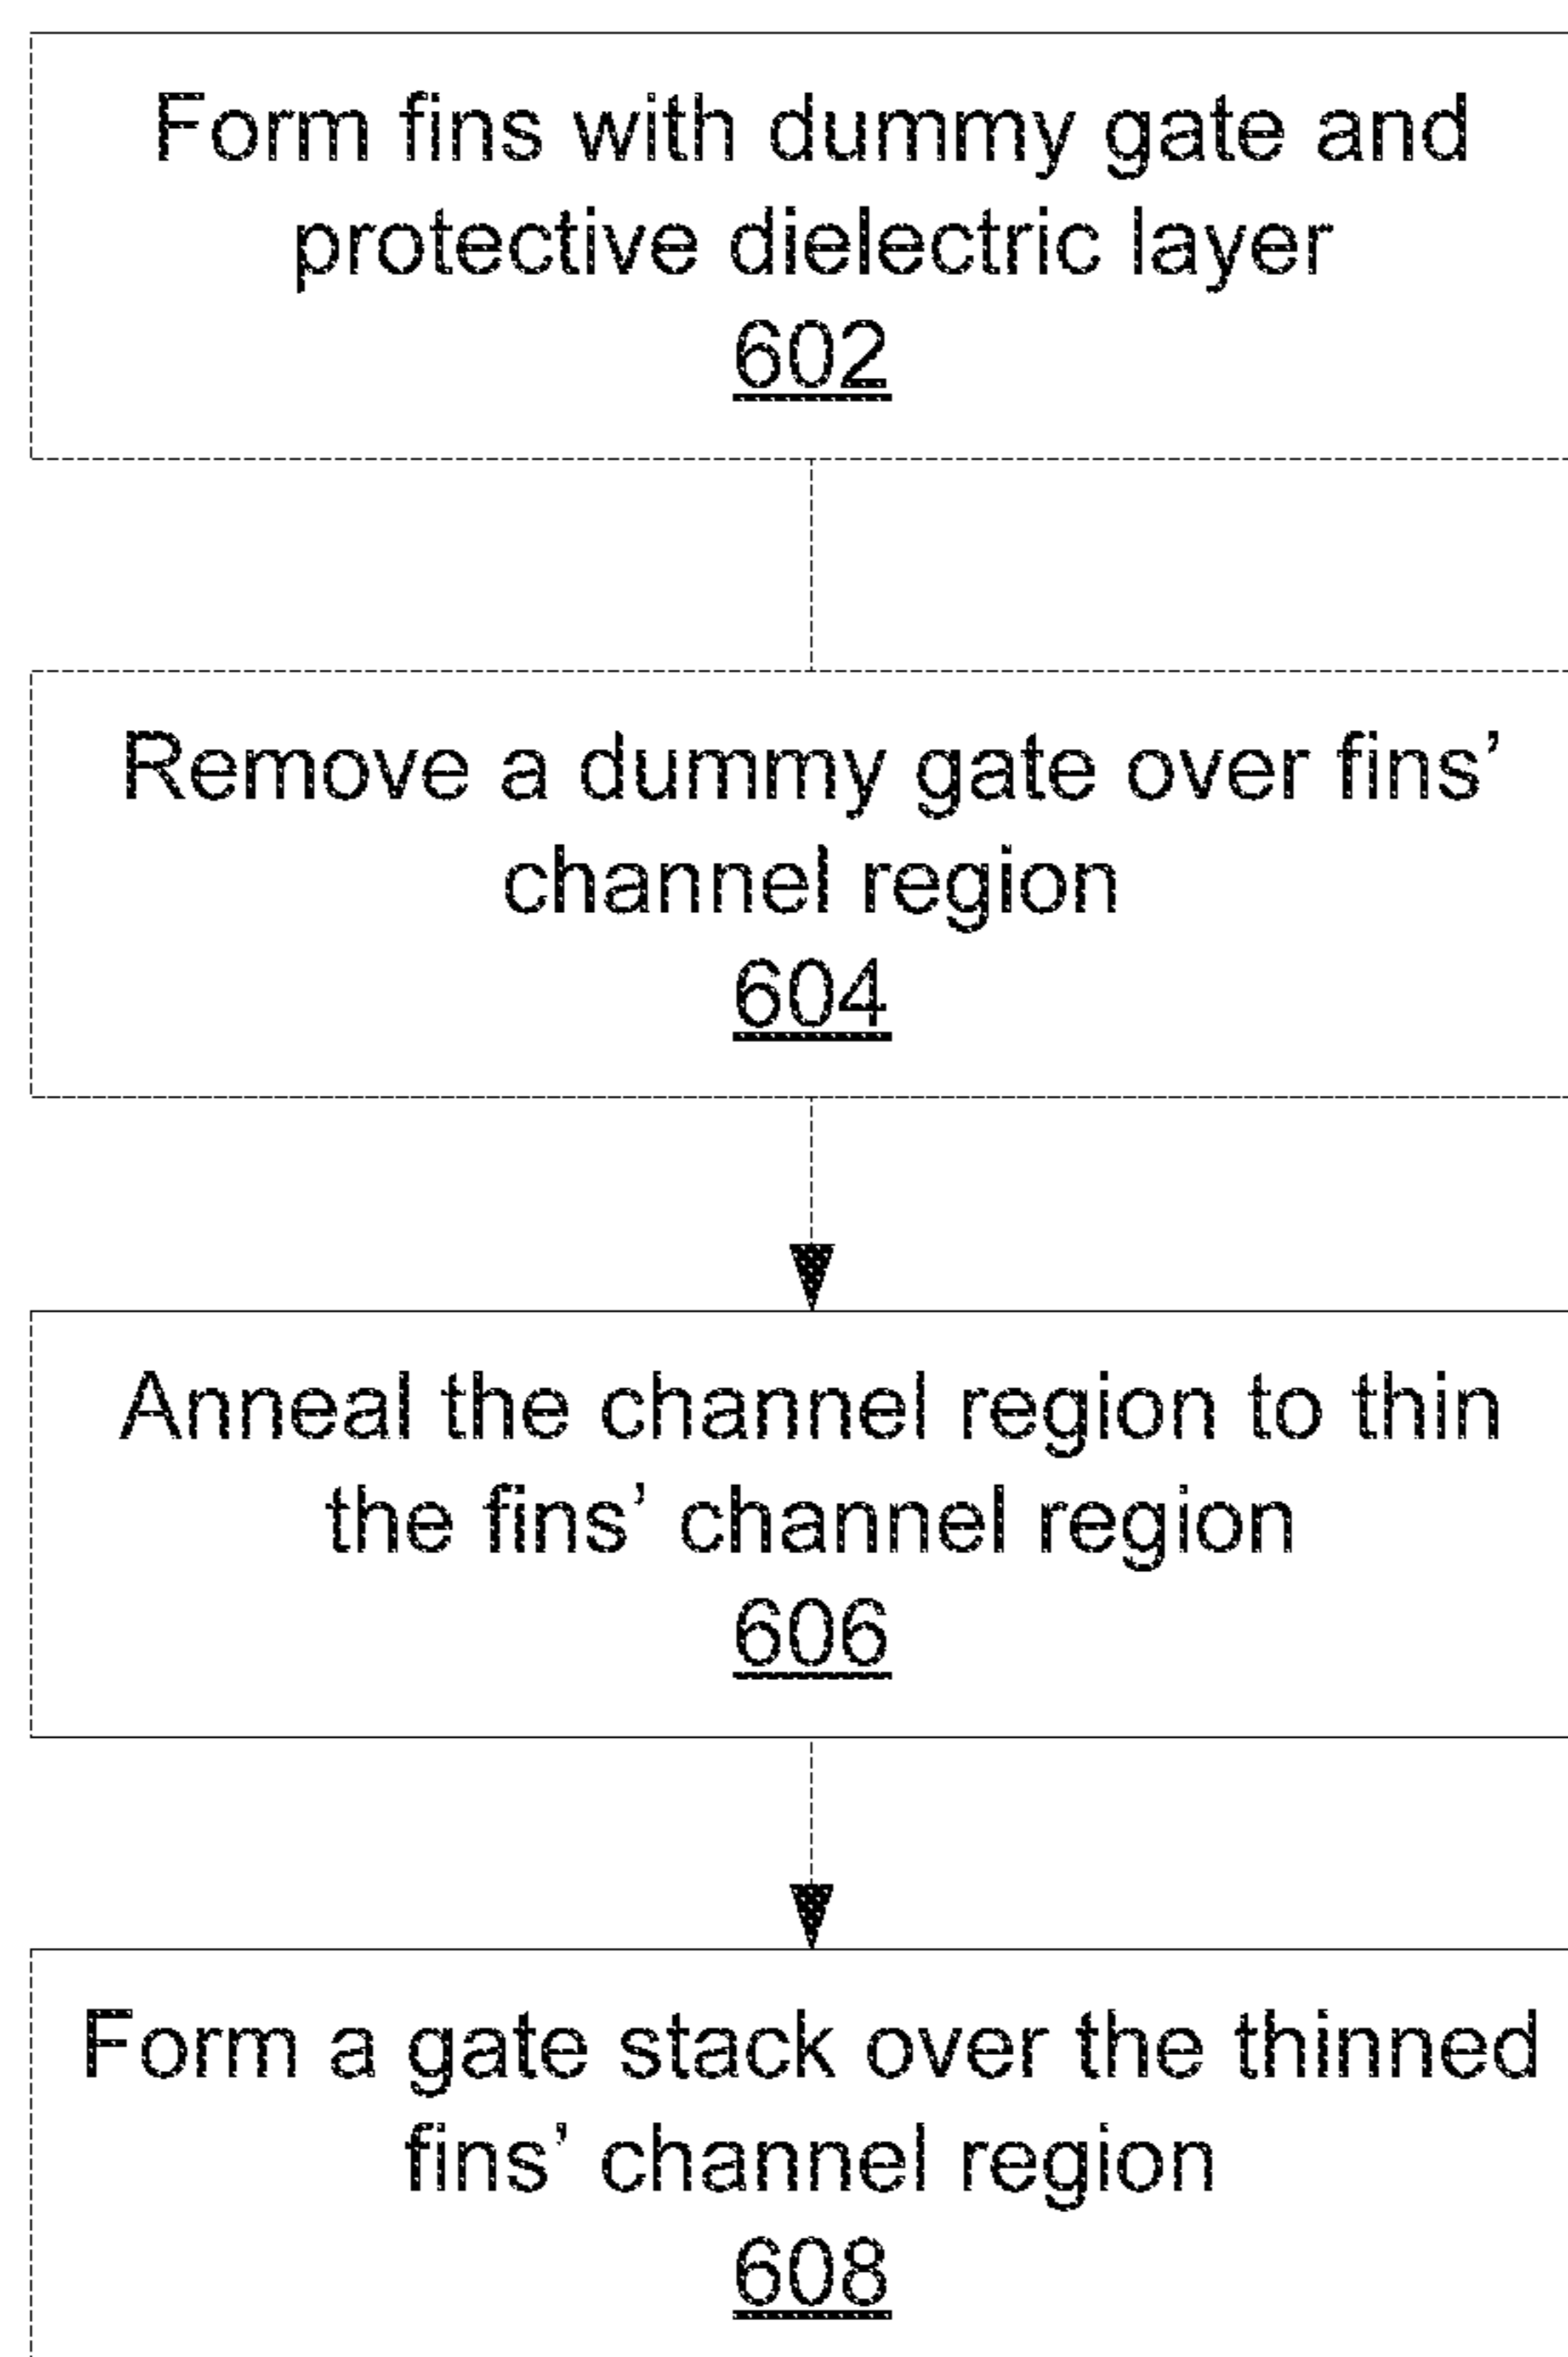 Form fins with dummy gate and
protective dielectric layer
602
Remove a dummy gate over fins’
channel region
604
Anneal the channel region to thin
the fins’ channel region
606
Form a gate stack over the thinned
fins’ channel region
608